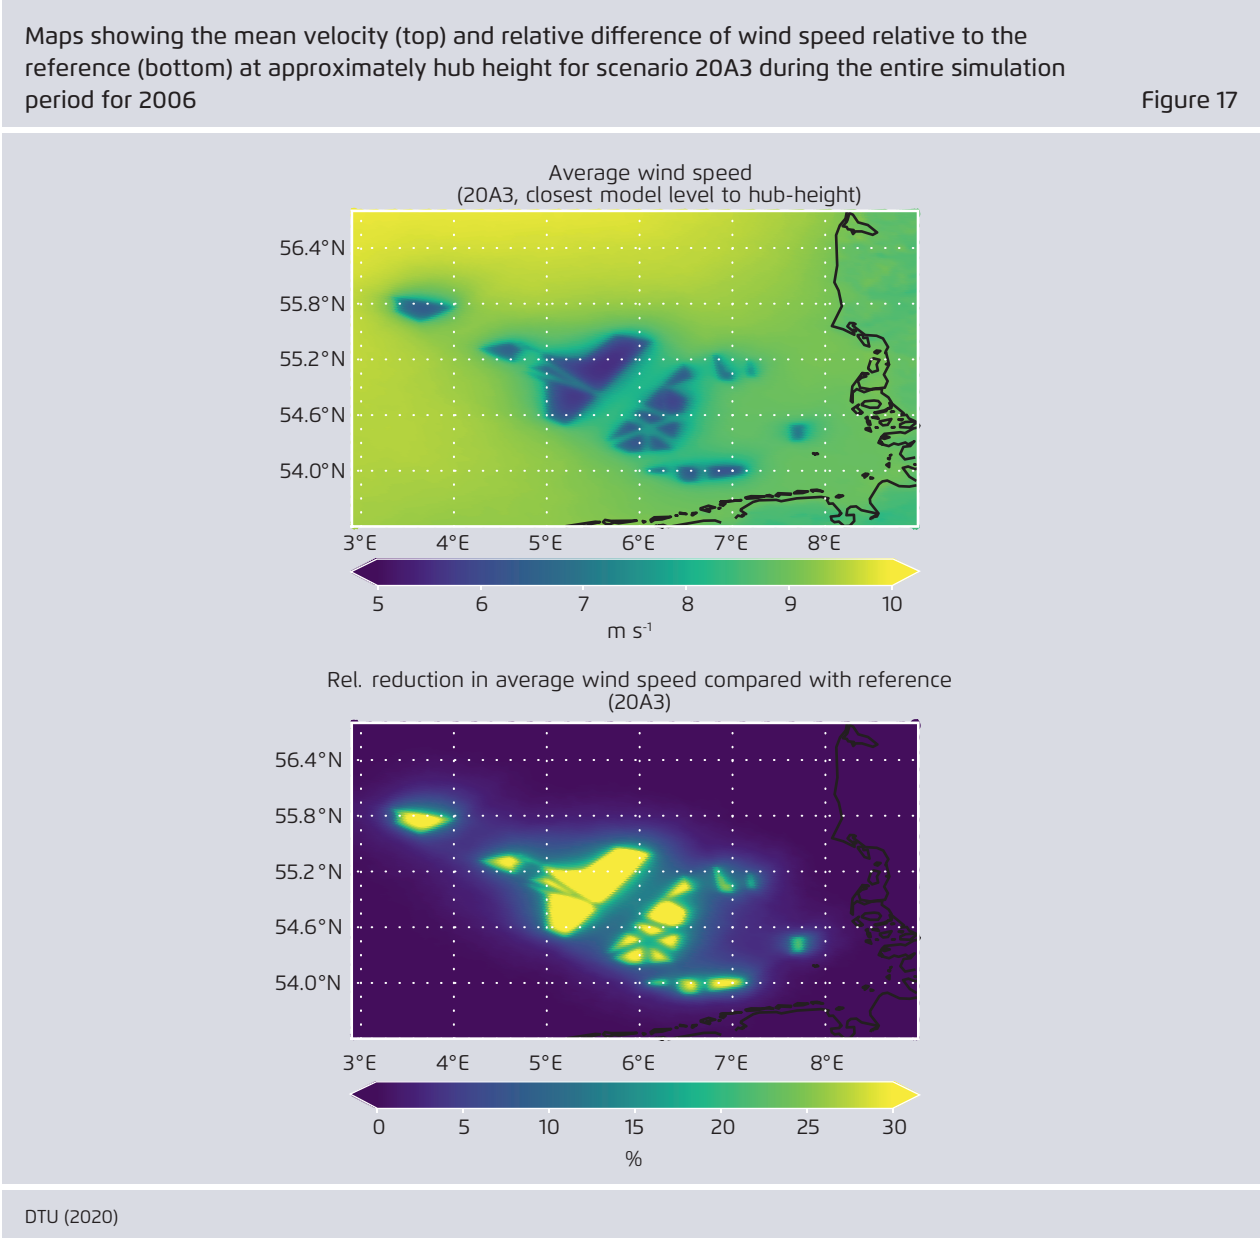 Maps showing the mean velocity (top) and relative difference of wind speed relative to the
reference (bottom) at approximately hub height for scenario 20A3 during the entire simulation
period for 2006
Figure 17
Average wind speed
(20A3, closest model level to hub-height)
56.4°N
55.8°N
55.2°N
54.6°N
54.0°N
3°E 4°E 5°E 6°E 7°E 8°E
5 6 7 8 9 10
m s-1
Rel. reduction in average wind speed compared with reference
(20A3)
56.4°N
55.8°N
55.2°N
54.6°N
54.0°N
3°E 4°E 5°E 6°E 7°E 8°E
0 5 10 15 20 25 30
%
DTU (2020)